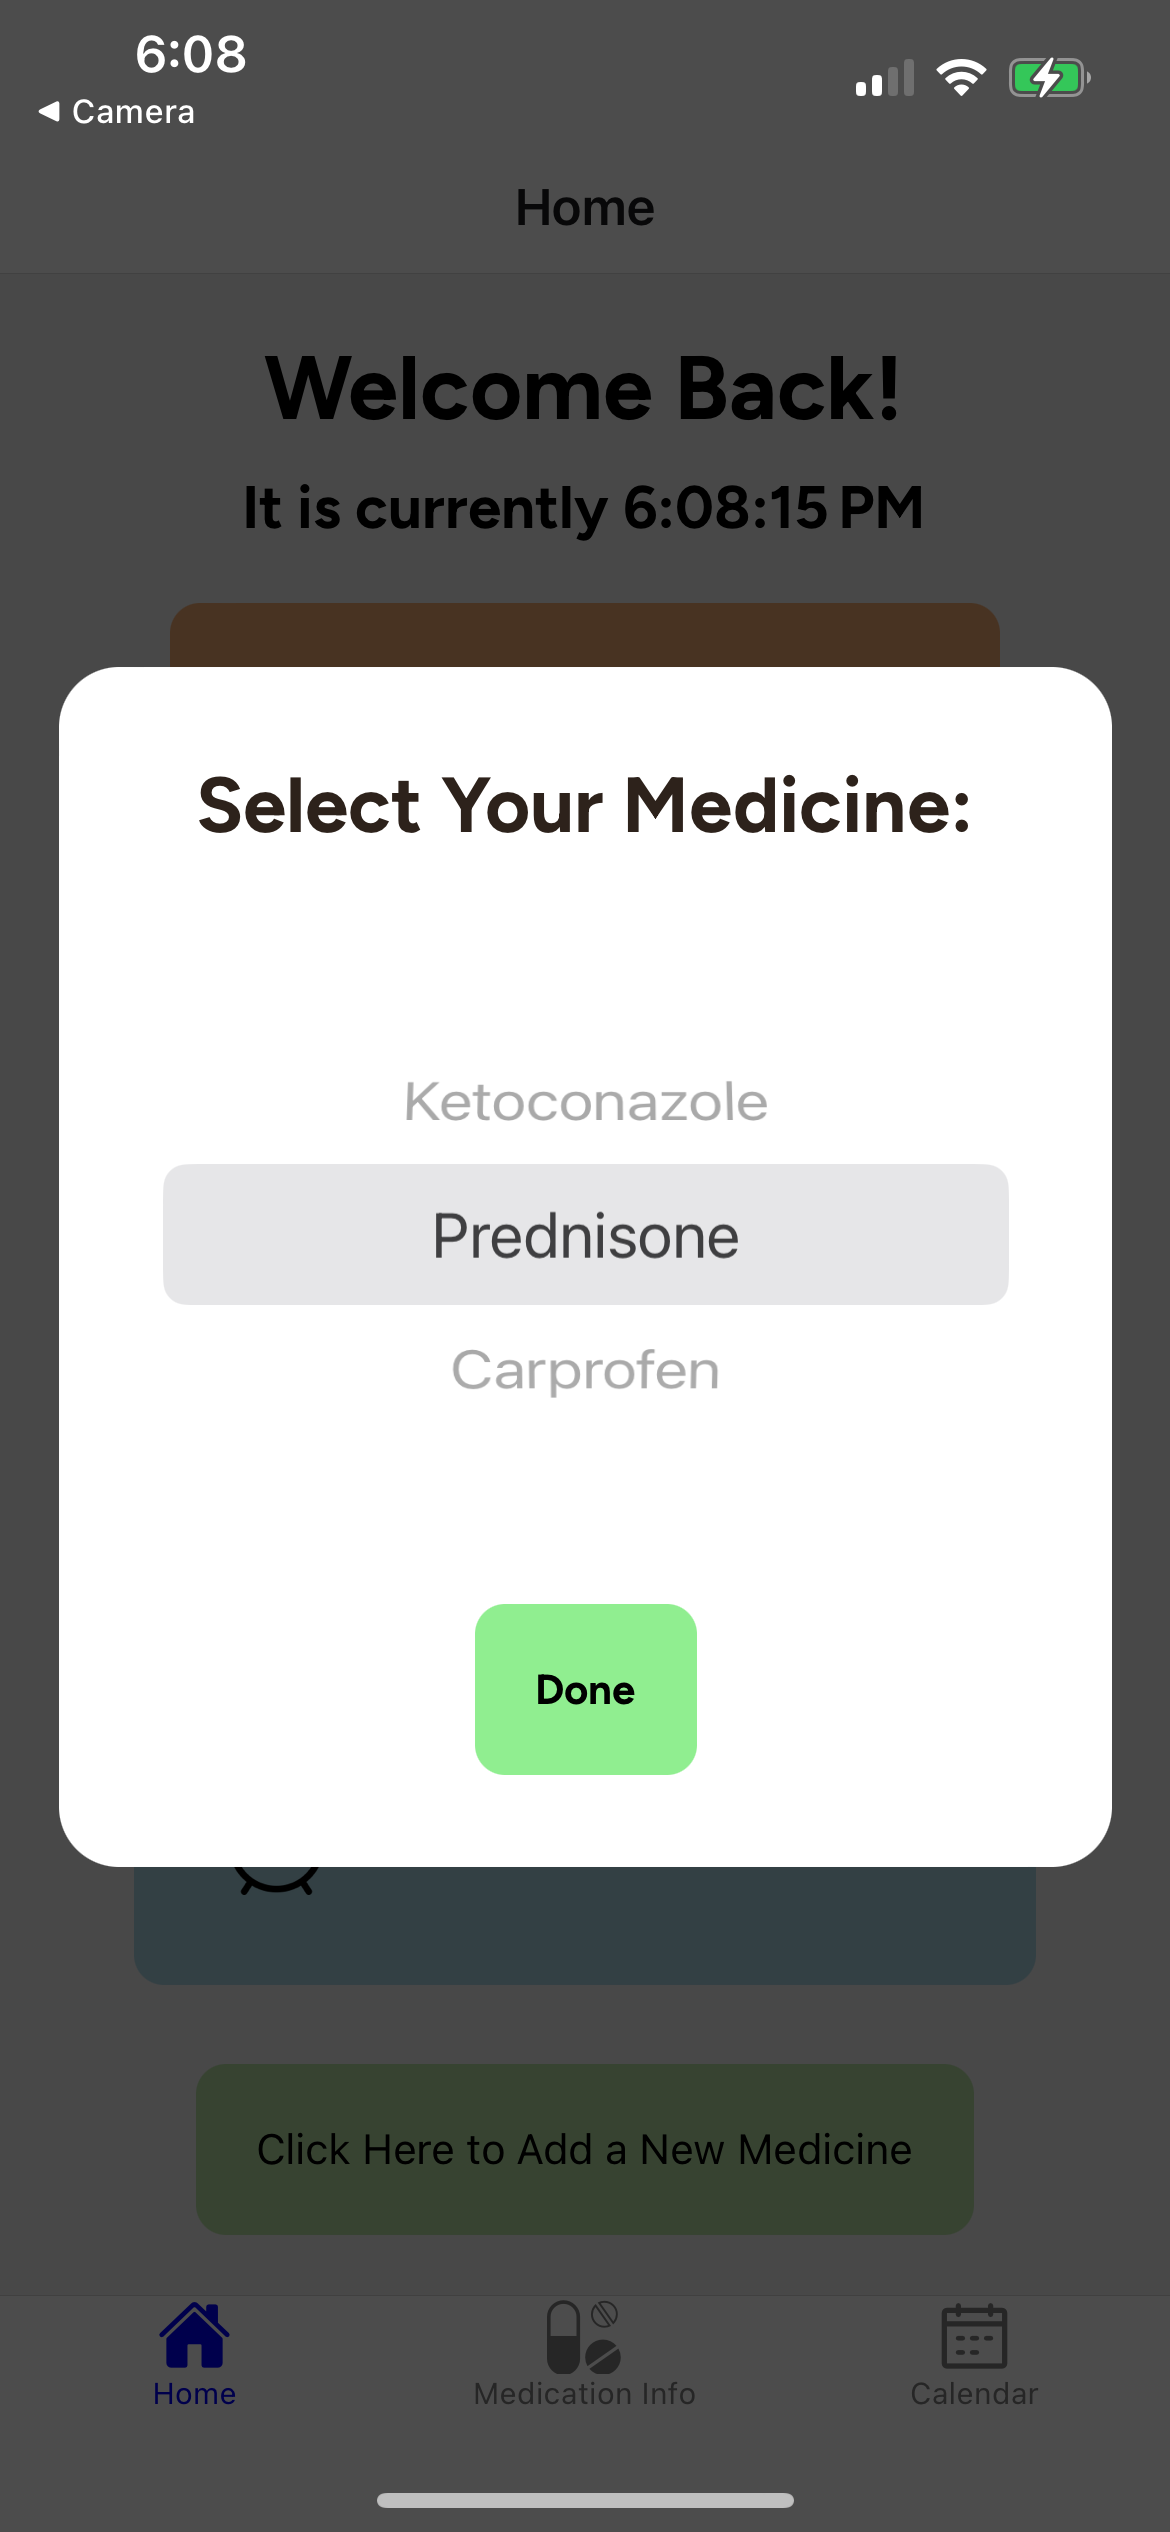 6:08
Camera
Home
Welcome Back!
It is currently 6:08:15 PM
Select Your Medicine:
Ketoconazole
Prednisone
Carprofen
Done
Click Here to Add a New Medicine
Home
Medication Info
Calendar